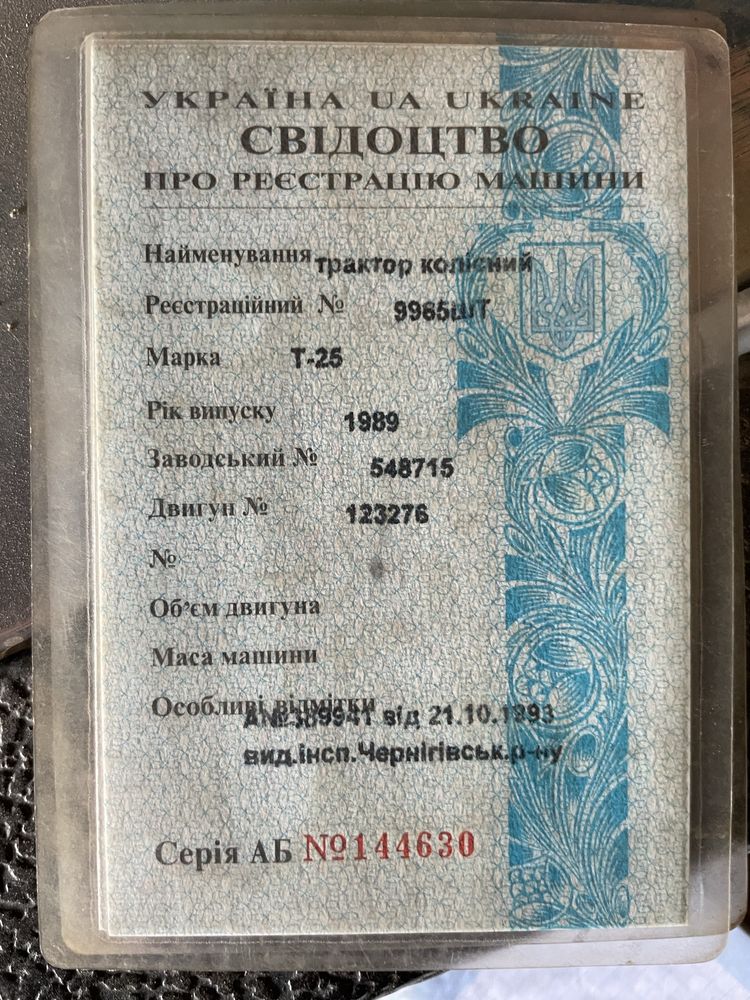 УКРАЇНА UA UKRAINE
СВІДОЦТВО
ПРО РЕЄСТРАЦІЮ МАШИНИ
Найменування трактор колісний
Реєстраційний № 9965ШТ
Марка Т-25
Рік випуску 1989
Заводський № 548715
Двигун № 123276
№
Об'єм двигуна
Маса машини
Особливі відмітки
від 21.10.1993
вид.інсп.Чернігівськ.р-ну
Серія АБ №144630